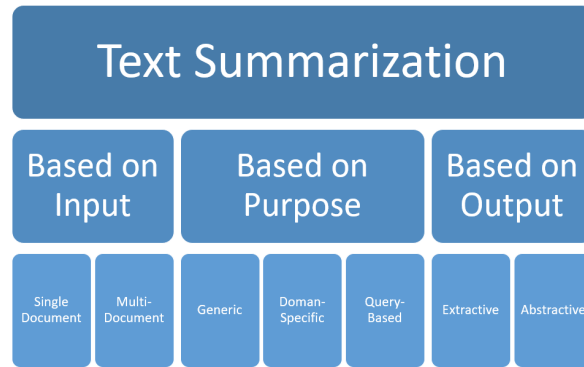 Text Summarization
Based on
Input
Based on
Purpose
Based on
Output
Single
Document
Multi-
Document
Generic
Doman-
Specific
Query-
Based
Extractive
Abstractive